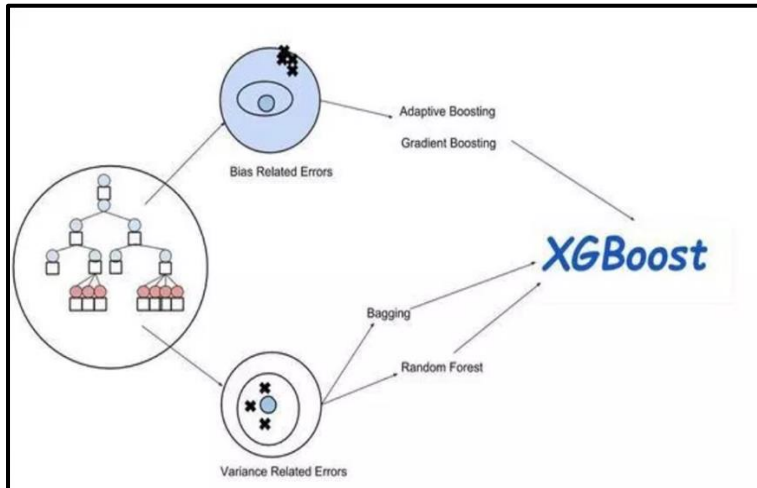 Adaptive Boosting
Gradient Boosting
Bias Related Errors
XGBoost
Bagging
Random Forest
Variance Related Errors